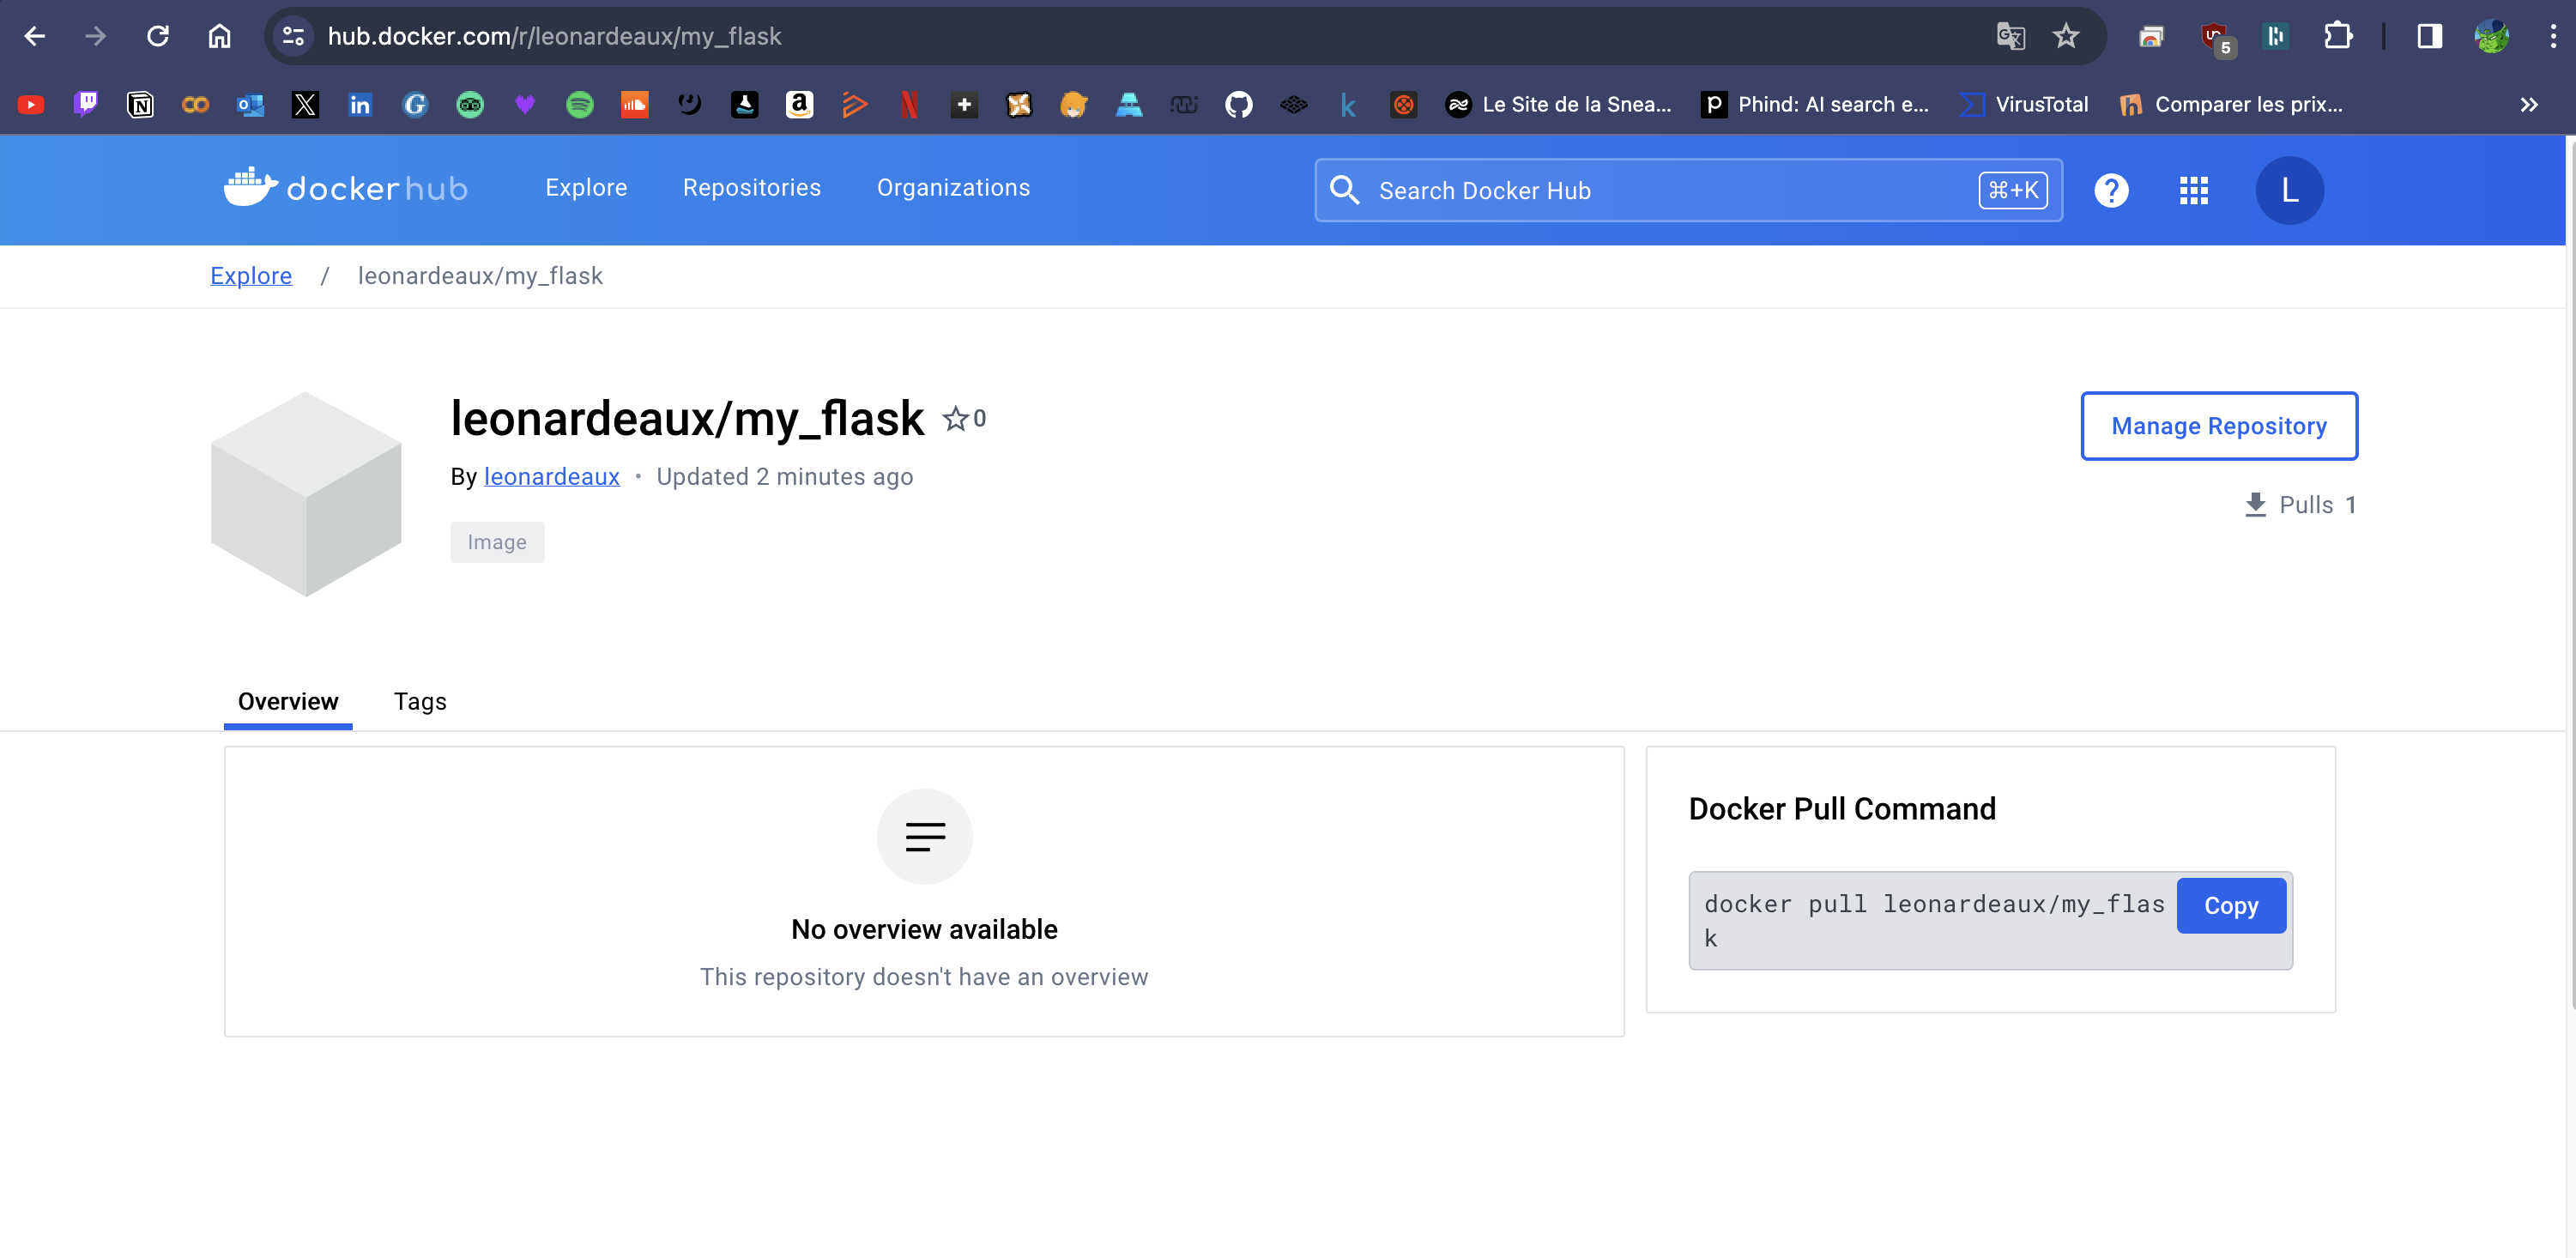 hub.docker.com/r/leonardeaux/my_flask
5
Le Site de la Snea...
Phind: AI search e...
VirusTotal
Comparer les prix...
dockerhub
Explore
Repositories
Organizations
Search Docker Hub
⌘+K
L
Explore / leonardeaux/my_flask
leonardeaux/my_flask
0
Manage Repository
By leonardeaux • Updated 2 minutes ago
Pulls 1
Image
Overview
Tags
No overview available
This repository doesn't have an overview
Docker Pull Command
docker pull leonardeaux/my_flas
k
Copy